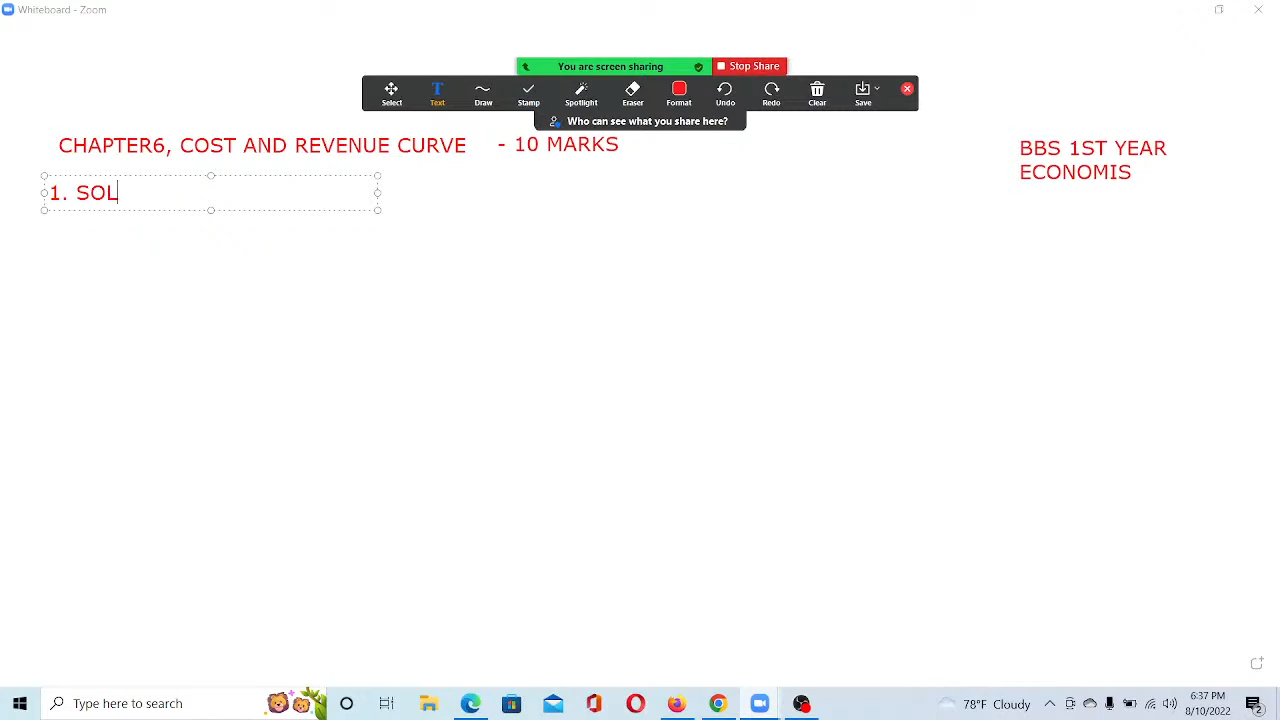 Whiteboard - Zoom
You are screen sharing
Stop Share
Select
Text
Draw
Stamp
Spotlight
Eraser
Format
Undo
Redo
Clear
Save
Who can see what you share here?
CHAPTER6, COST AND REVENUE CURVE - 10 MARKS
BBS 1ST YEAR
ECONOMIS
1. SOL
Type here to search
78°F Cloudy
6:37 PM
8/10/2022
2